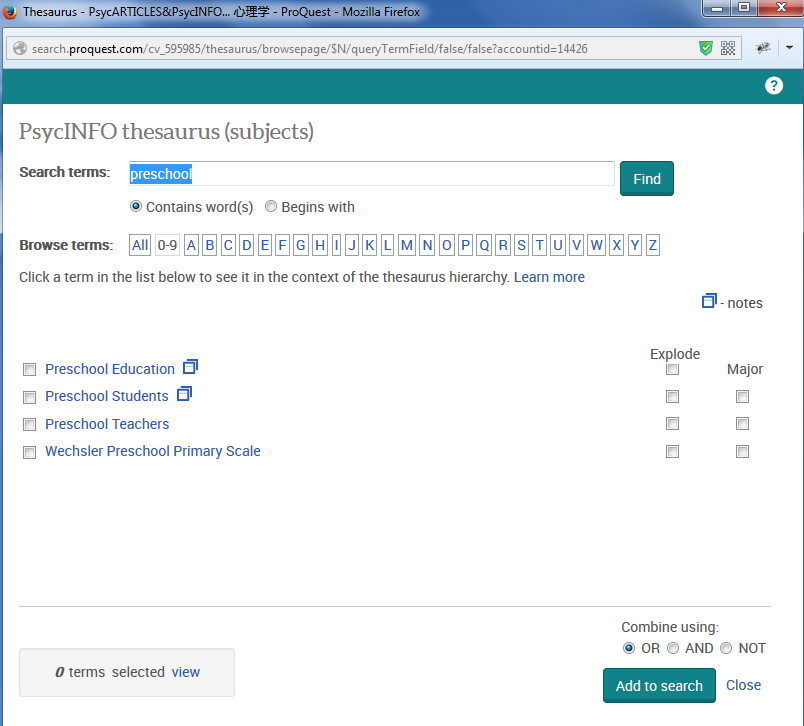 Thesaurus - PsycARTICLES&PsycINFO... 心理学 - ProQuest - Mozilla Firefox
search.proquest.com/cv_595985/thesaurus/browsepage/$N/queryTermField/false/false?accountid=14426
?
PsycINFO thesaurus (subjects)
Search terms: preschool Find
Contains word(s) Begins with
Browse terms: All 0-9 A B C D E F G H I J K L M N O P Q R S T U V W X Y Z
Click a term in the list below to see it in the context of the thesaurus hierarchy. Learn more
- notes
Explode
Preschool Education Major
Preschool Students
Preschool Teachers
Wechsler Preschool Primary Scale
Combine using:
OR AND NOT
0 terms selected view
Add to search Close